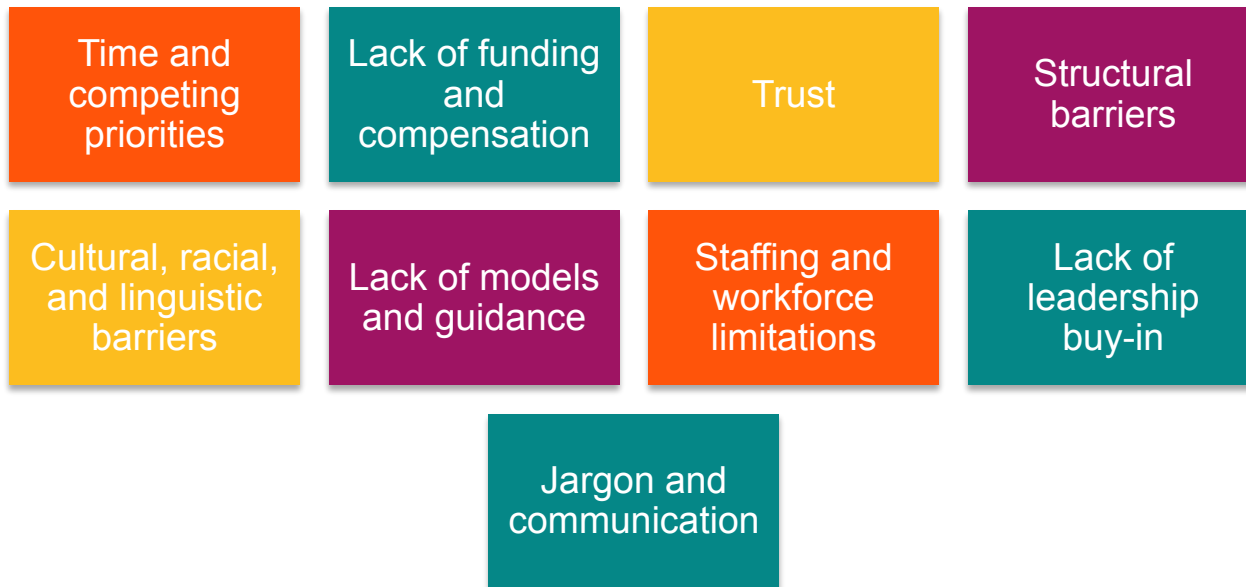 Time and
competing
priorities
Lack of funding
and
compensation
Trust
Structural
barriers
Cultural, racial,
and linguistic
barriers
Lack of models
and guidance
Staffing and
workforce
limitations
Lack of
leadership
buy-in
Jargon and
communication